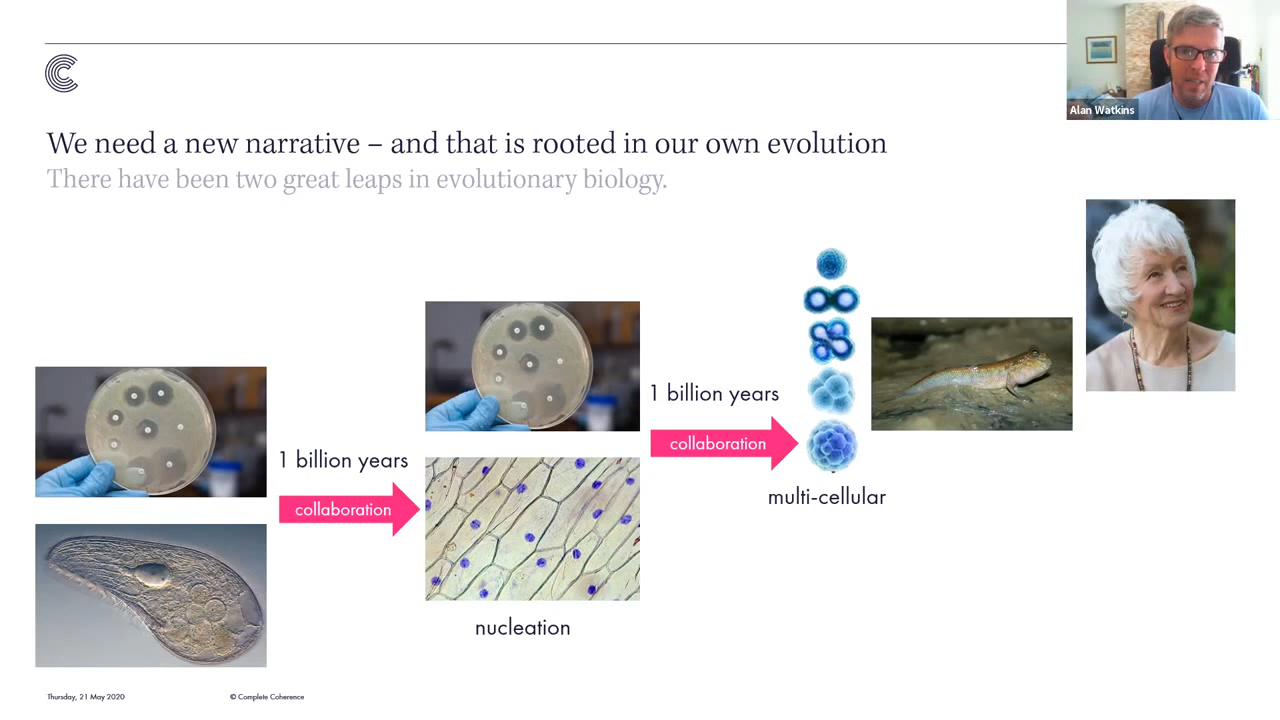 Alan Watkins
We need a new narrative – and that is rooted in our own evolution
There have been two great leaps in evolutionary biology.
1 billion years
collaboration
nucleation
1 billion years
collaboration
multi-cellular
Thursday, 21 May 2020
© Complete Coherence